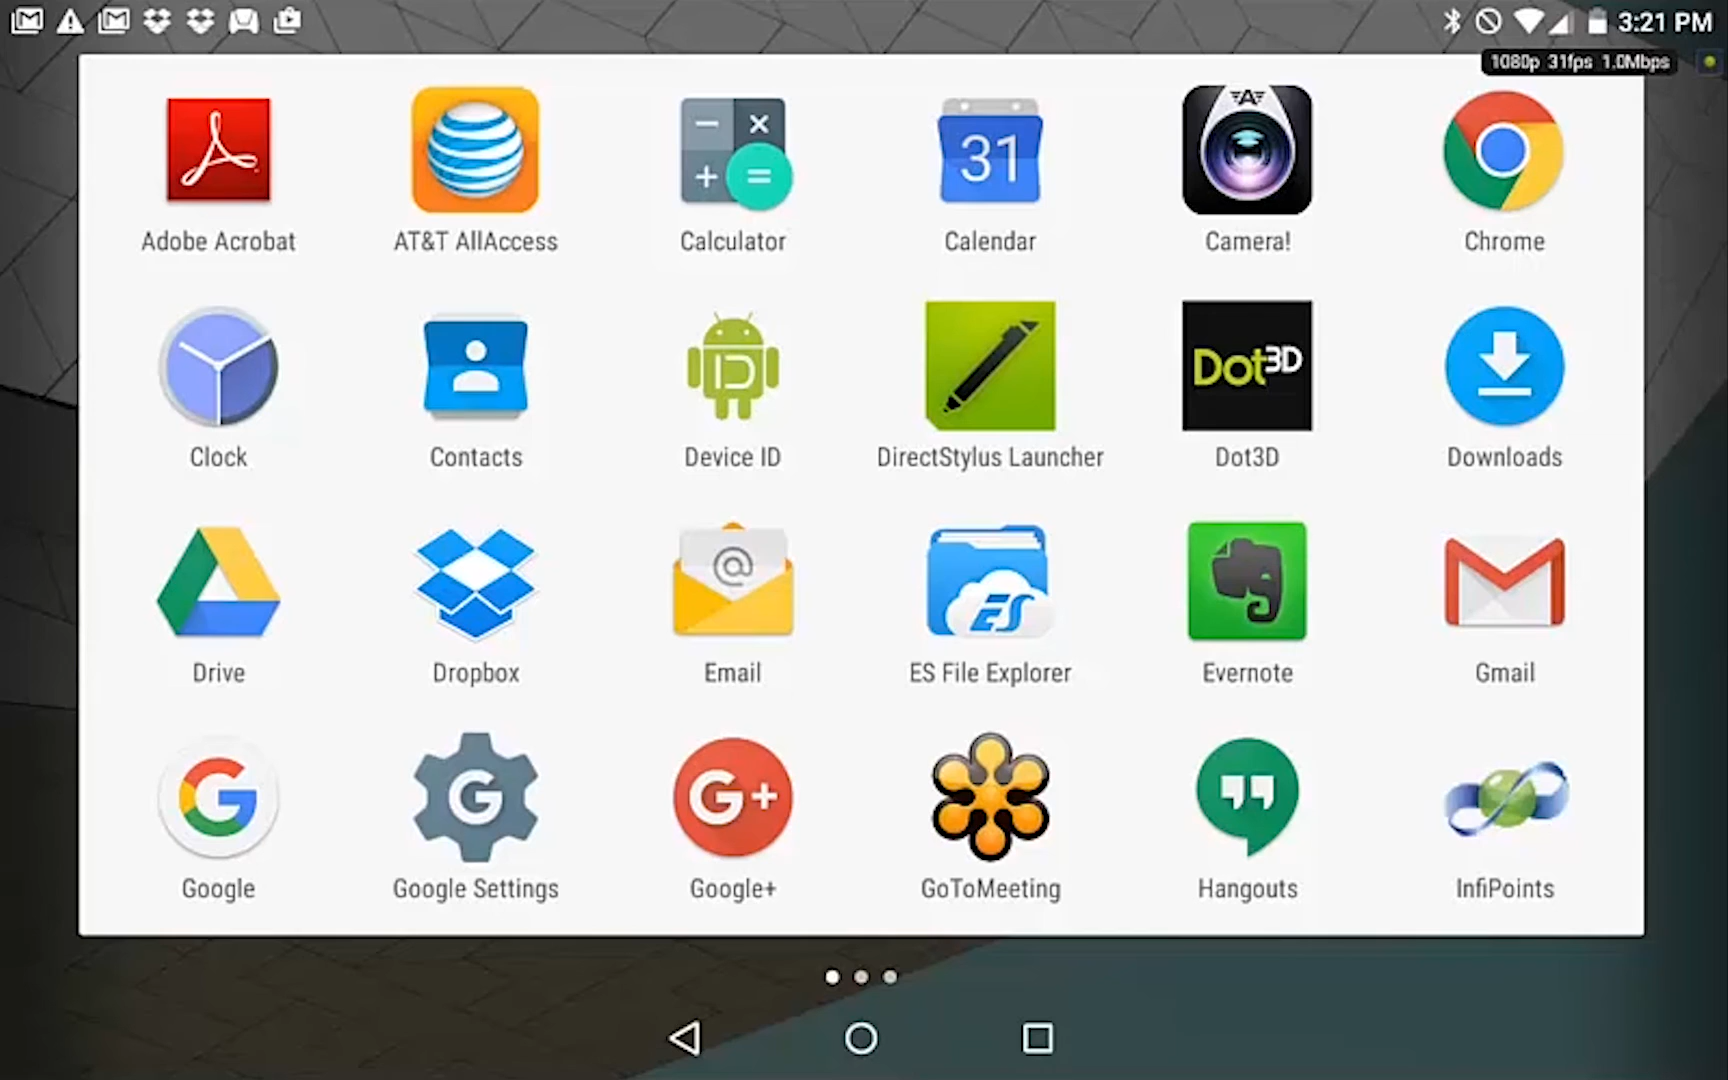 3:21 PM
1080p 31fps 1.0Mbps
31
Adobe Acrobat
AT&T AllAccess
Calculator
Calendar
Camera!
Chrome
ID
Dot3D
Clock
Contacts
Device ID
DirectStylus Launcher
Dot3D
Downloads
@
ES
Drive
Dropbox
Email
ES File Explorer
Evernote
Gmail
G
G
G+
Google
Google Settings
Google+
GoToMeeting
Hangouts
InfiPoints